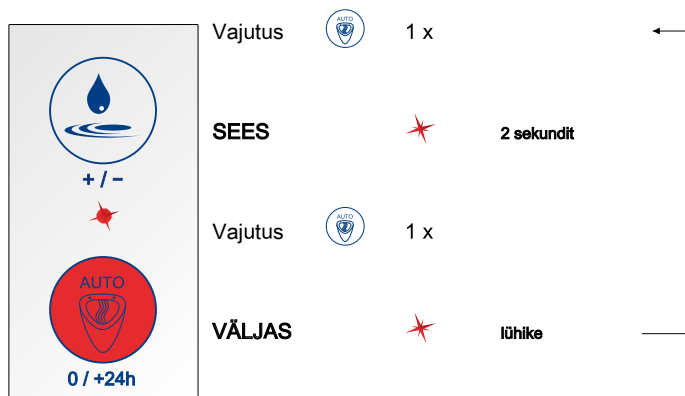 Vajutus AUTO 1 x
SEES 2 sekundit
+ / −
Vajutus AUTO 1 x
AUTO
VÄLJAS lühike
0 / +24h